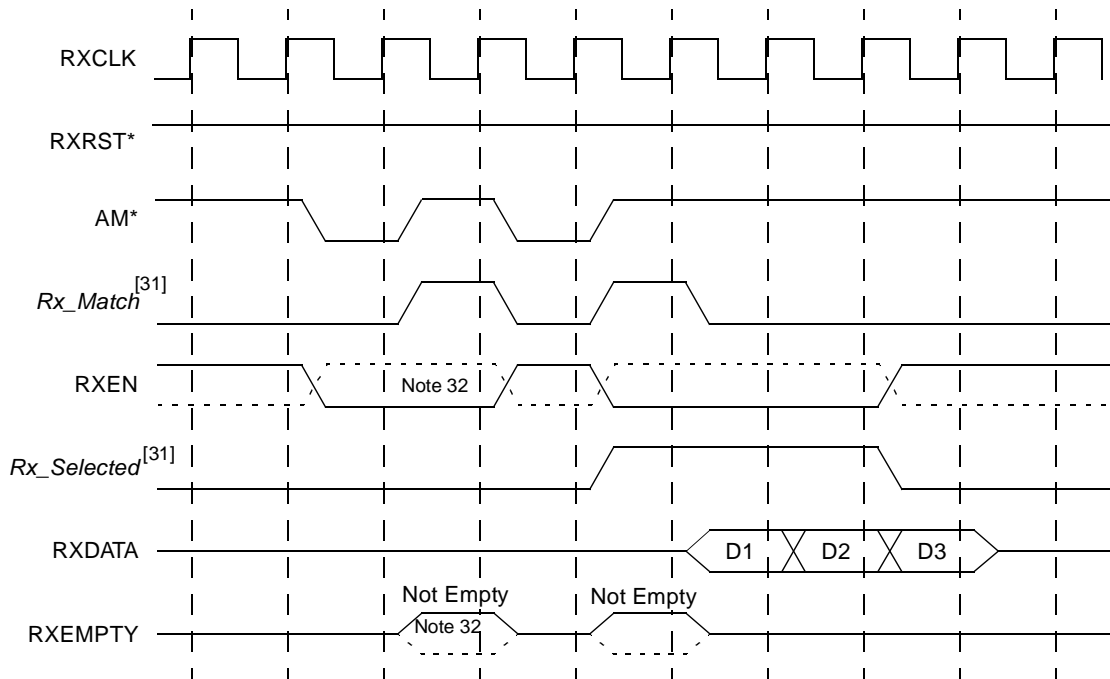 RXCLK
RXRST*
AM*
Rx_Match[31]
RXEN
Note 32
Rx_Selected[31]
RXDATA
D1 D2 D3
Not Empty Not Empty
RXEMPTY
Note 32